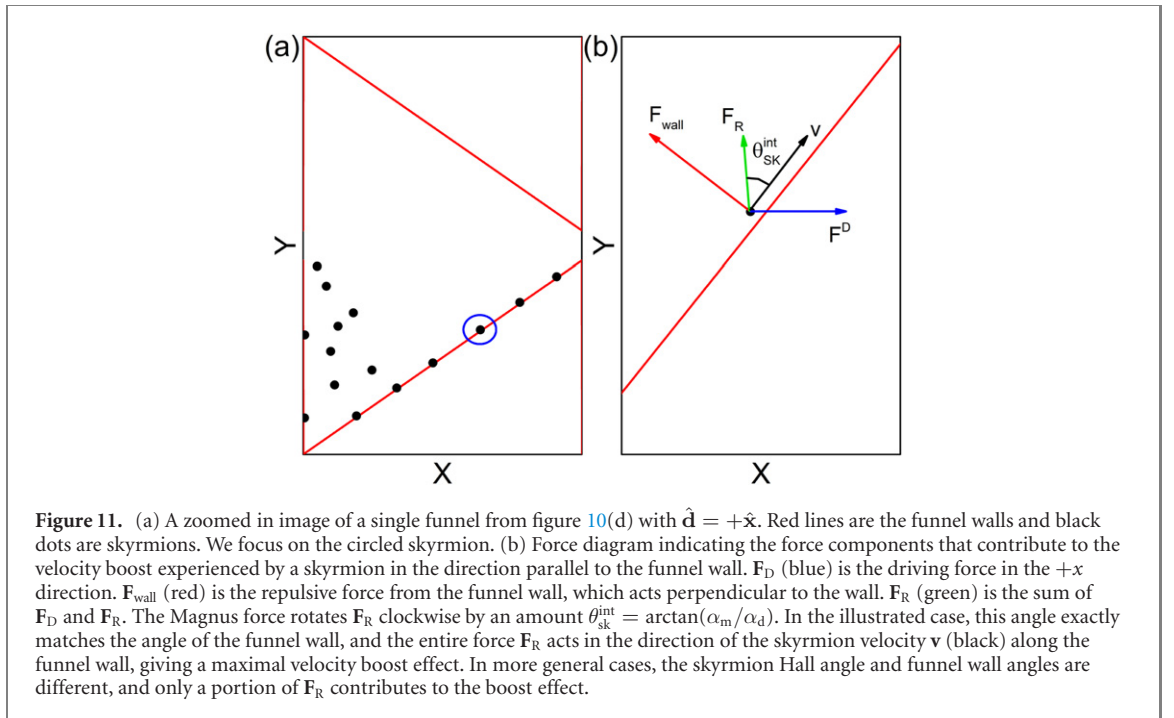 (a)
(b)
F_wall
F_R
θ_SK^int
v
F^D
Y
Y
X
X
Figure 11. (a) A zoomed in image of a single funnel from figure 10(d) with d̂ = +x̂. Red lines are the funnel walls and black
dots are skyrmions. We focus on the circled skyrmion. (b) Force diagram indicating the force components that contribute to the
velocity boost experienced by a skyrmion in the direction parallel to the funnel wall. F_D (blue) is the driving force in the +x
direction. F_wall (red) is the repulsive force from the funnel wall, which acts perpendicular to the wall. F_R (green) is the sum of
F_D and F_R. The Magnus force rotates F_R clockwise by an amount θ_sk^int = arctan(α_m/α_d). In the illustrated case, this angle exactly
matches the angle of the funnel wall, and the entire force F_R acts in the direction of the skyrmion velocity v (black) along the
funnel wall, giving a maximal velocity boost effect. In more general cases, the skyrmion Hall angle and funnel wall angles are
different, and only a portion of F_R contributes to the boost effect.